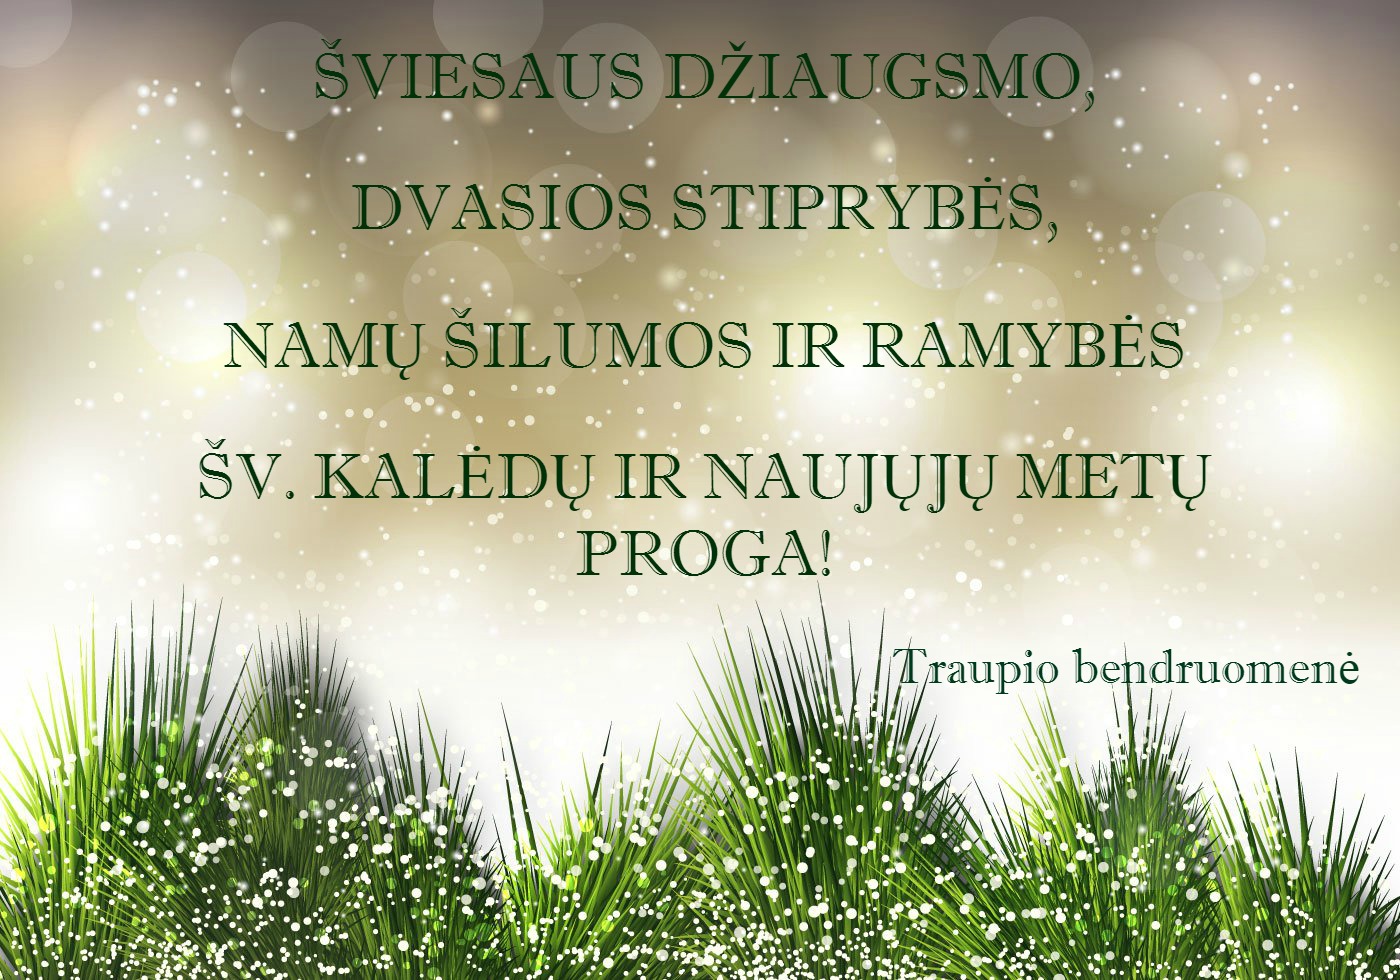 ŠVIESAUS DŽIAUGSMO,
DVASIOS STIPRYBĖS,
NAMŲ ŠILUMOS IR RAMYBĖS
ŠV. KALĖDŲ IR NAUJŲJŲ METŲ
PROGA!
Traupio bendruomenė